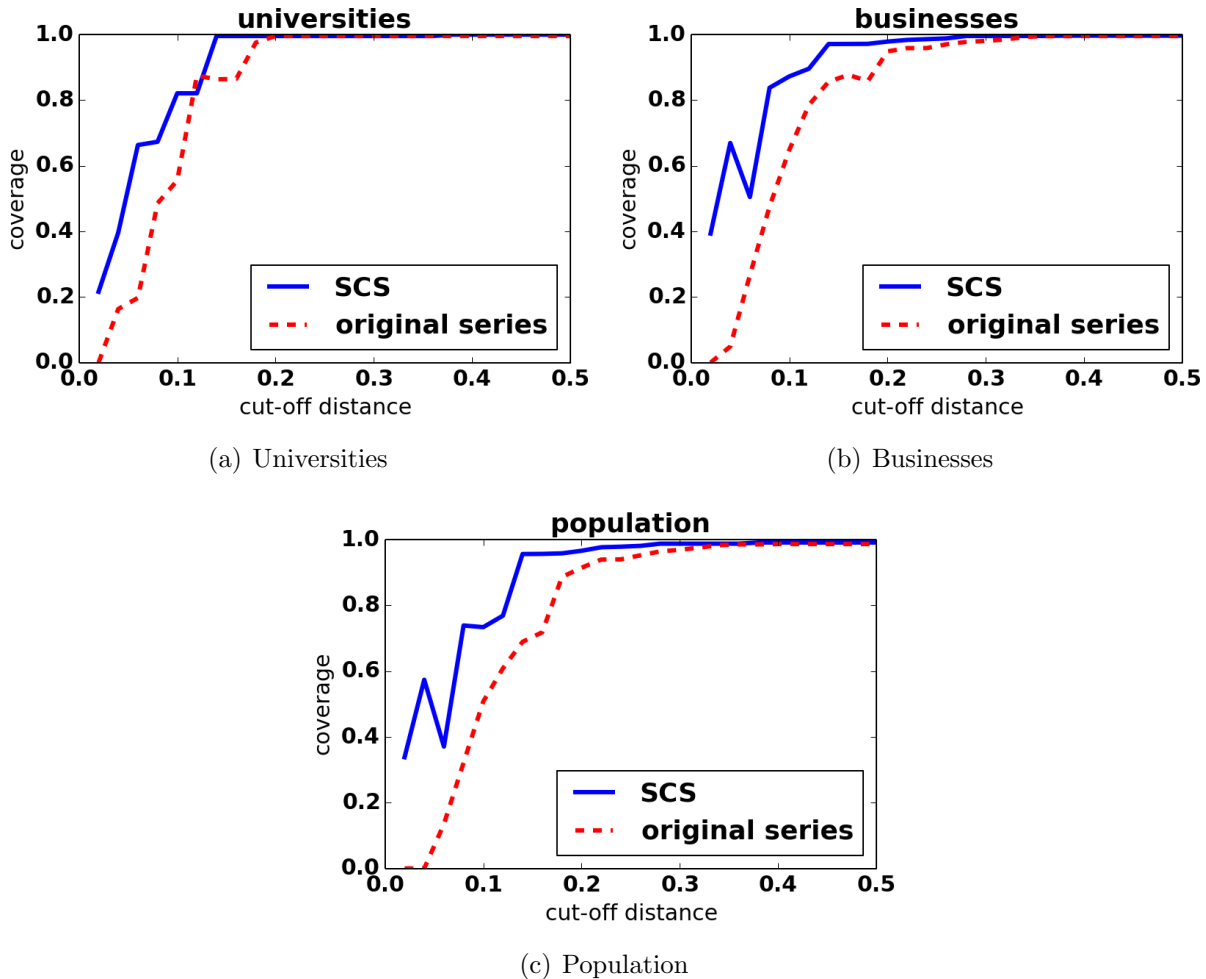 universities
1.0
0.8
0.6
0.4
0.2
0.0
coverage
SCS
original series
0.0 0.1 0.2 0.3 0.4 0.5
cut-off distance
(a) Universities
businesses
1.0
0.8
0.6
0.4
0.2
0.0
coverage
SCS
original series
0.0 0.1 0.2 0.3 0.4 0.5
cut-off distance
(b) Businesses
population
1.0
0.8
0.6
0.4
0.2
0.0
coverage
SCS
original series
0.0 0.1 0.2 0.3 0.4 0.5
cut-off distance
(c) Population